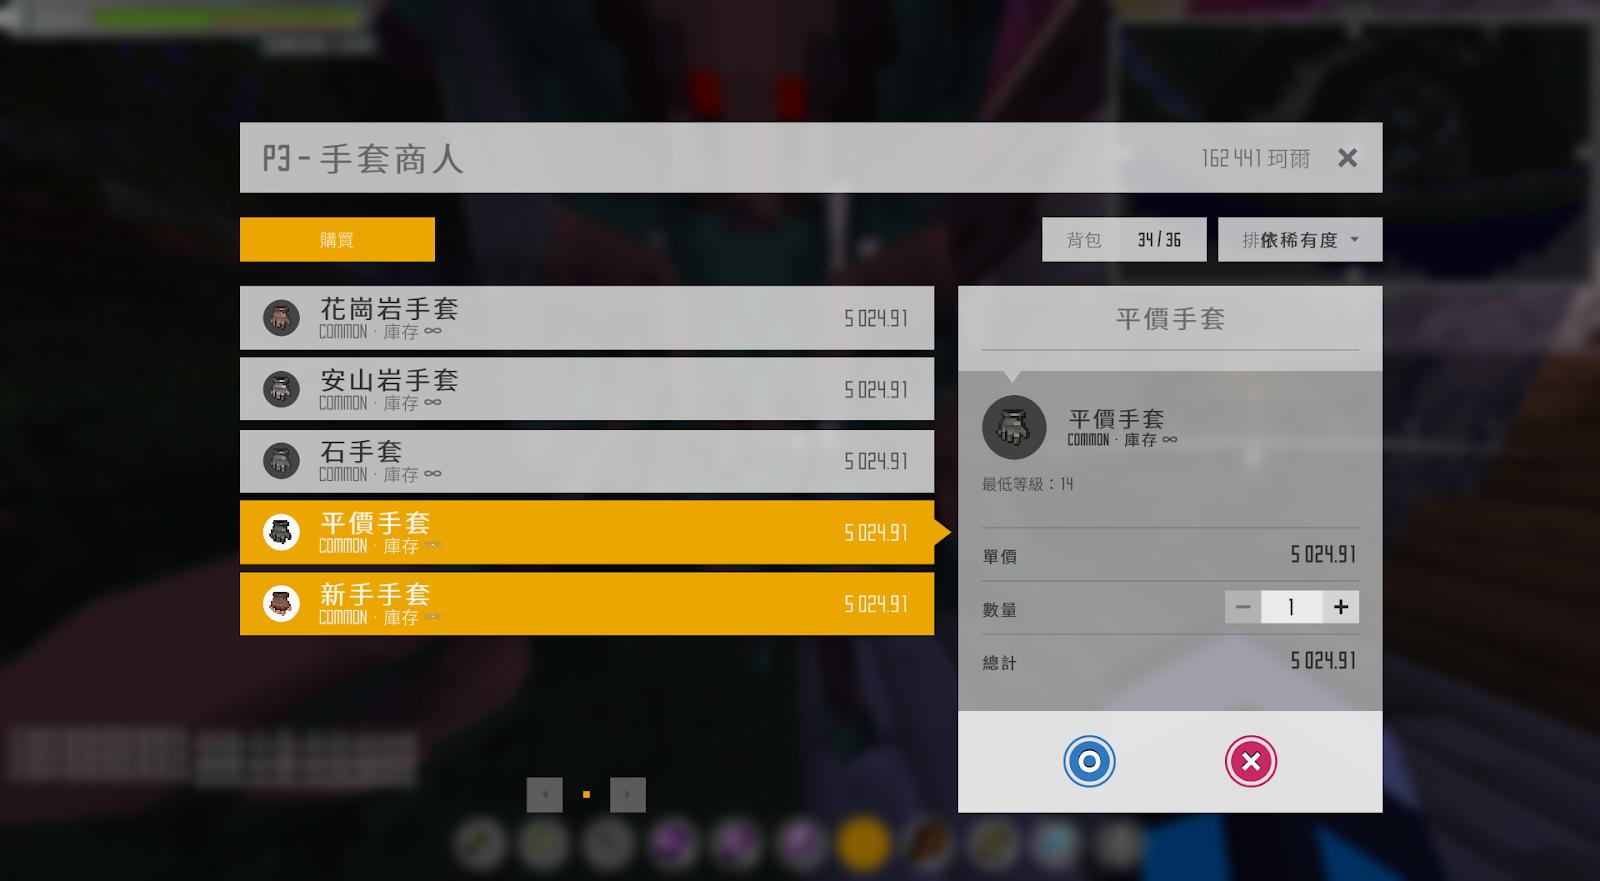 P3 - 手套商人
162 441 珂爾
購買
背包 34 / 36
依稀有度
花崗岩手套
COMMON · 庫存 ∞
5 024.91
安山岩手套
COMMON · 庫存 ∞
5 024.91
石手套
COMMON · 庫存 ∞
5 024.91
平價手套
COMMON · 庫存 ∞
5 024.91
新手手套
COMMON · 庫存 ∞
5 024.91
平價手套
平價手套
COMMON · 庫存 ∞
最低等級：14
單價 5 024.91
數量 1
總計 5 024.91